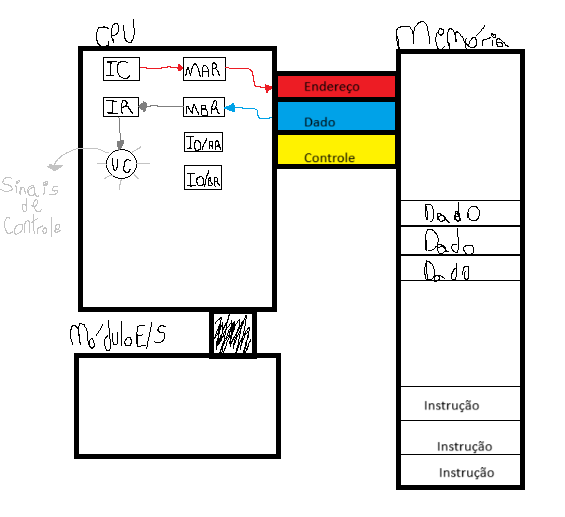 CPU
Memória
IC
MAR
Endereço
IR
MBR
Dado
IO/AR
Controle
UC
IO/BR
Sinais
de
Controle
Dado
Dado
Dado
Módulo E/S
Instrução
Instrução
Instrução